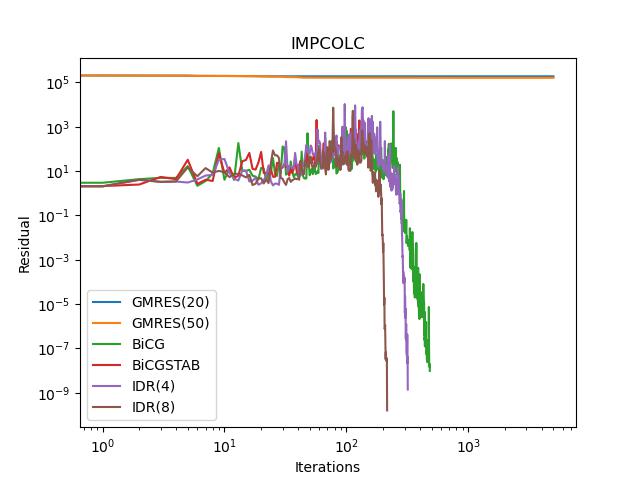 IMPCOLC
Residual
10^5
10^3
10^1
10^−1
10^−3
10^−5
10^−7
10^−9
GMRES(20)
GMRES(50)
BiCG
BiCGSTAB
IDR(4)
IDR(8)
10^0 10^1 10^2 10^3
Iterations